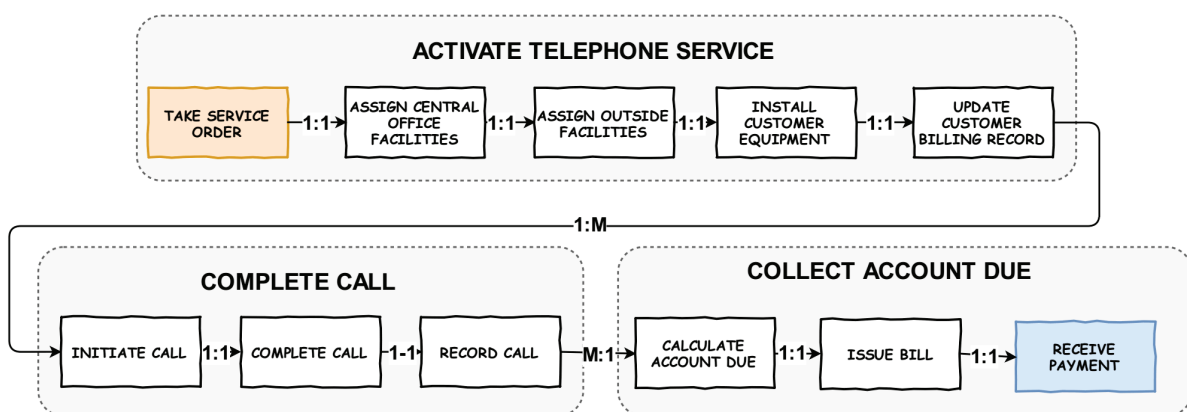 ACTIVATE TELEPHONE SERVICE
TAKE SERVICE
ORDER
1:1
ASSIGN CENTRAL
OFFICE
FACILITIES
1:1
ASSIGN OUTSIDE
FACILITIES
1:1
INSTALL
CUSTOMER
EQUIPMENT
1:1
UPDATE
CUSTOMER
BILLING RECORD
1:M
COMPLETE CALL
INITIATE CALL
1:1
COMPLETE CALL
1-1
RECORD CALL
M:1
COLLECT ACCOUNT DUE
CALCULATE
ACCOUNT DUE
1:1
ISSUE BILL
1:1
RECEIVE
PAYMENT